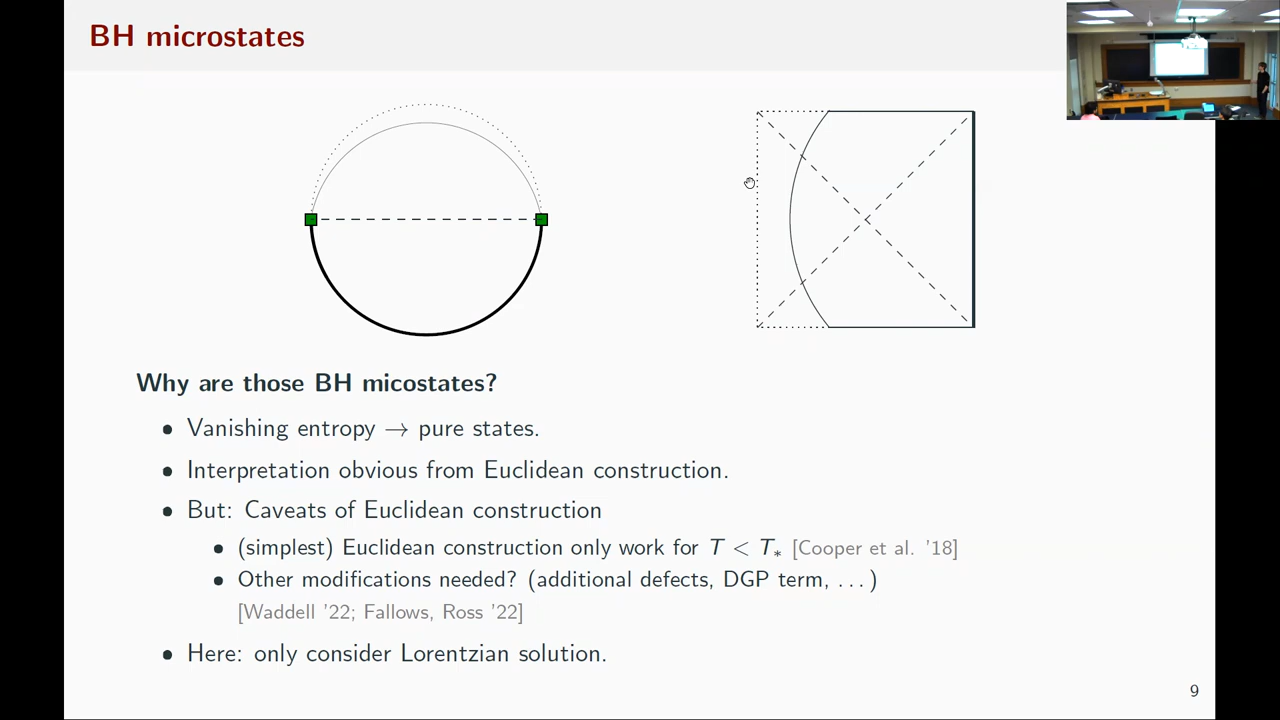 BH microstates
Why are those BH micostates?
• Vanishing entropy → pure states.
• Interpretation obvious from Euclidean construction.
• But: Caveats of Euclidean construction
• (simplest) Euclidean construction only work for T < T∗ [Cooper et al. '18]
• Other modifications needed? (additional defects, DGP term, . . . )
[Waddell '22; Fallows, Ross '22]
• Here: only consider Lorentzian solution.
9